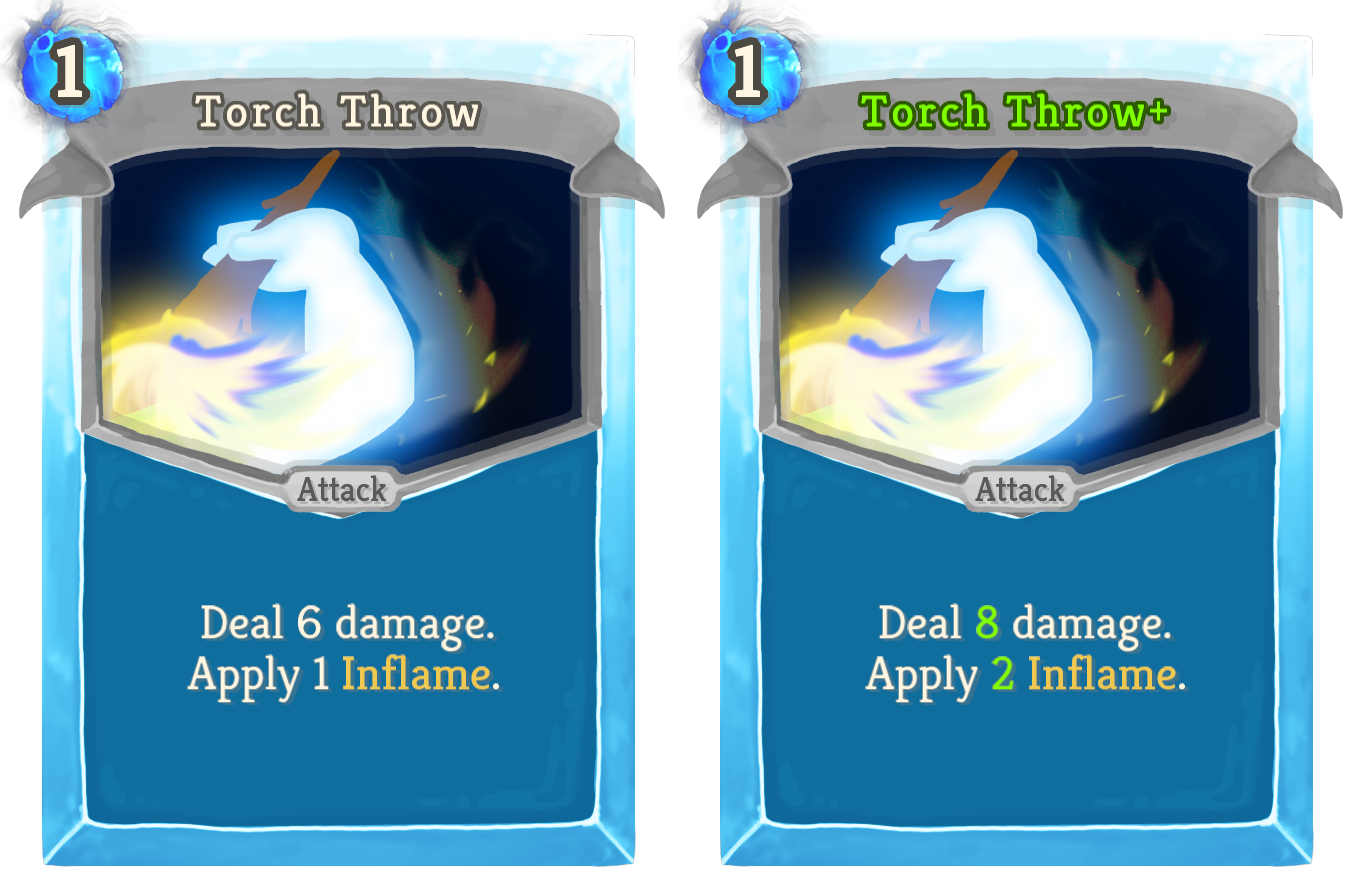 1
Torch Throw
Attack
Deal 6 damage.
Apply 1 Inflame.
1
Torch Throw+
Attack
Deal 8 damage.
Apply 2 Inflame.